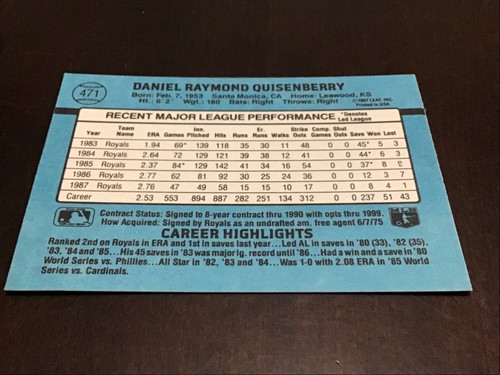 471
DANIEL RAYMOND QUISENBERRY
Born: Feb. 7, 1953 Santa Monica, CA Home: Leawood, KS
Ht.: 6'2" Wgt.: 180 Bats: Right Throws: Right
© 1987 LEAF, INC.
Printed in USA
RECENT MAJOR LEAGUE PERFORMANCE *Denotes Led League
Year Team Name ERA Games Inn. Pitched Hits Runs Er. Runs Walks Strike Outs Comp. Games Shut Outs Save Won Lost
1983 Royals 1.94 69* 139 118 35 30 11 48 0 0 45* 5 3
1984 Royals 2.64 72 129 121 39 38 12 41 0 0 44* 6 3
1985 Royals 2.37 84* 129 142 41 34 16 54 0 0 37* 8
1986 Royals 2.77 62 81 92 30 25 24 36 0 0 12 3 7
1987 Royals 2.76 47 49 58 15 15 10 17 0 0 8 4 1
Career 2.53 553 894 887 282 251 134 312 0 0 237 51 43
Contract Status: Signed to 8-year contract thru 1990 with opts thru 1999.
How Acquired: Signed by Royals as an undrafted am. free agent 6/7/75
CAREER HIGHLIGHTS
Ranked 2nd on Royals in ERA and 1st in saves last year...Led AL in saves in '80 (33), '82 (35),
'83, '84 and '85...His 45 saves in '83 was major lg. record until '86...Had a win and a save in '80
World Series vs. Phillies...All Star in '82, '83 and '84...Was 1-0 with 2.08 ERA in '85 World
Series vs. Cardinals.